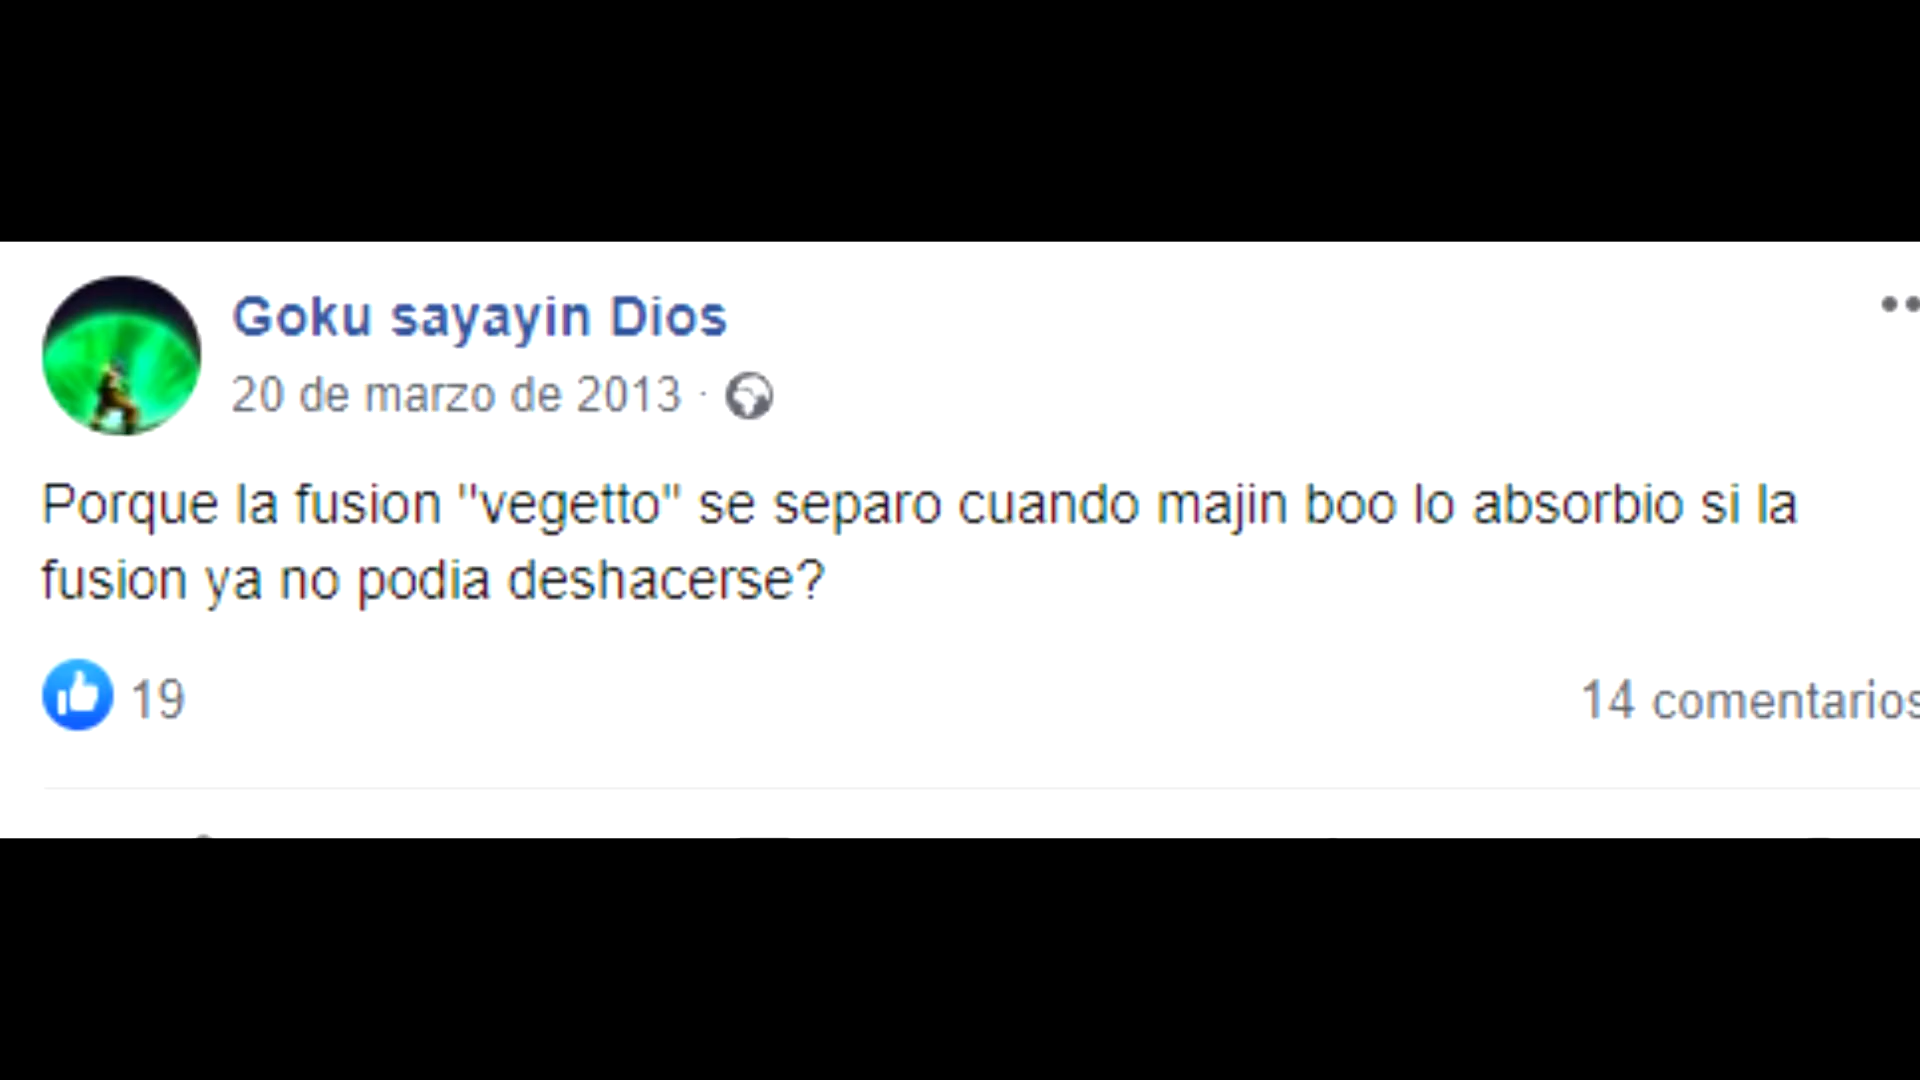 Goku sayayin Dios
20 de marzo de 2013 ·
Porque la fusion "vegetto" se separo cuando majin boo lo absorbio si la
fusion ya no podia deshacerse?
19
14 comentarios